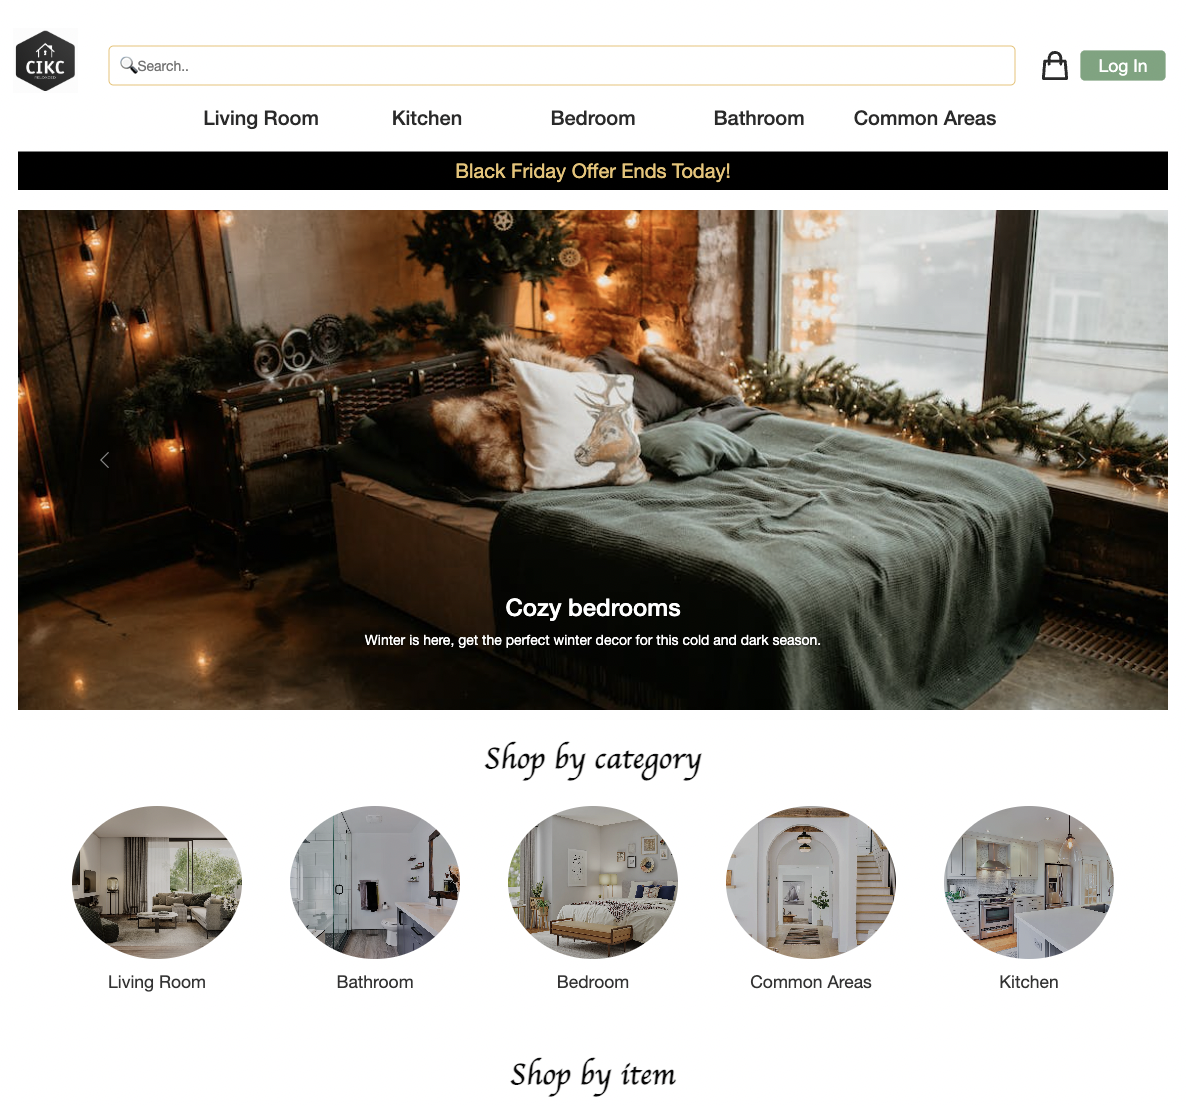 CIKC
Search..
Log In
Living Room Kitchen Bedroom Bathroom Common Areas
Black Friday Offer Ends Today!
Cozy bedrooms
Winter is here, get the perfect winter decor for this cold and dark season.
Shop by category
Living Room Bathroom Bedroom Common Areas Kitchen
Shop by item